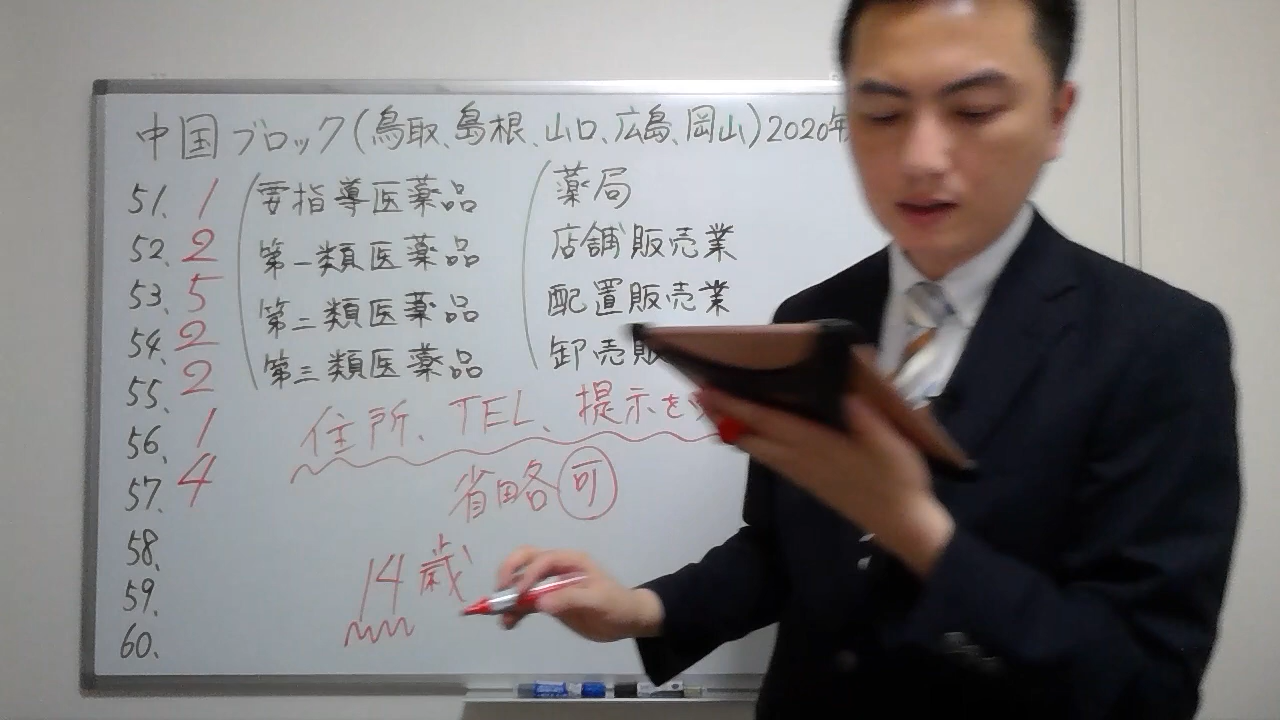 中国ブロック(鳥取、島根、山口、広島、岡山)2020年
51. 1
52. 2
53. 5
54. 2
55. 2
56. 1
57. 4
58.
59.
60.
要指導医薬品
第一類医薬品
第二類医薬品
第三類医薬品
薬局
店舗販売業
配置販売業
卸売販
住所、TEL、提示を
省略可
14歳